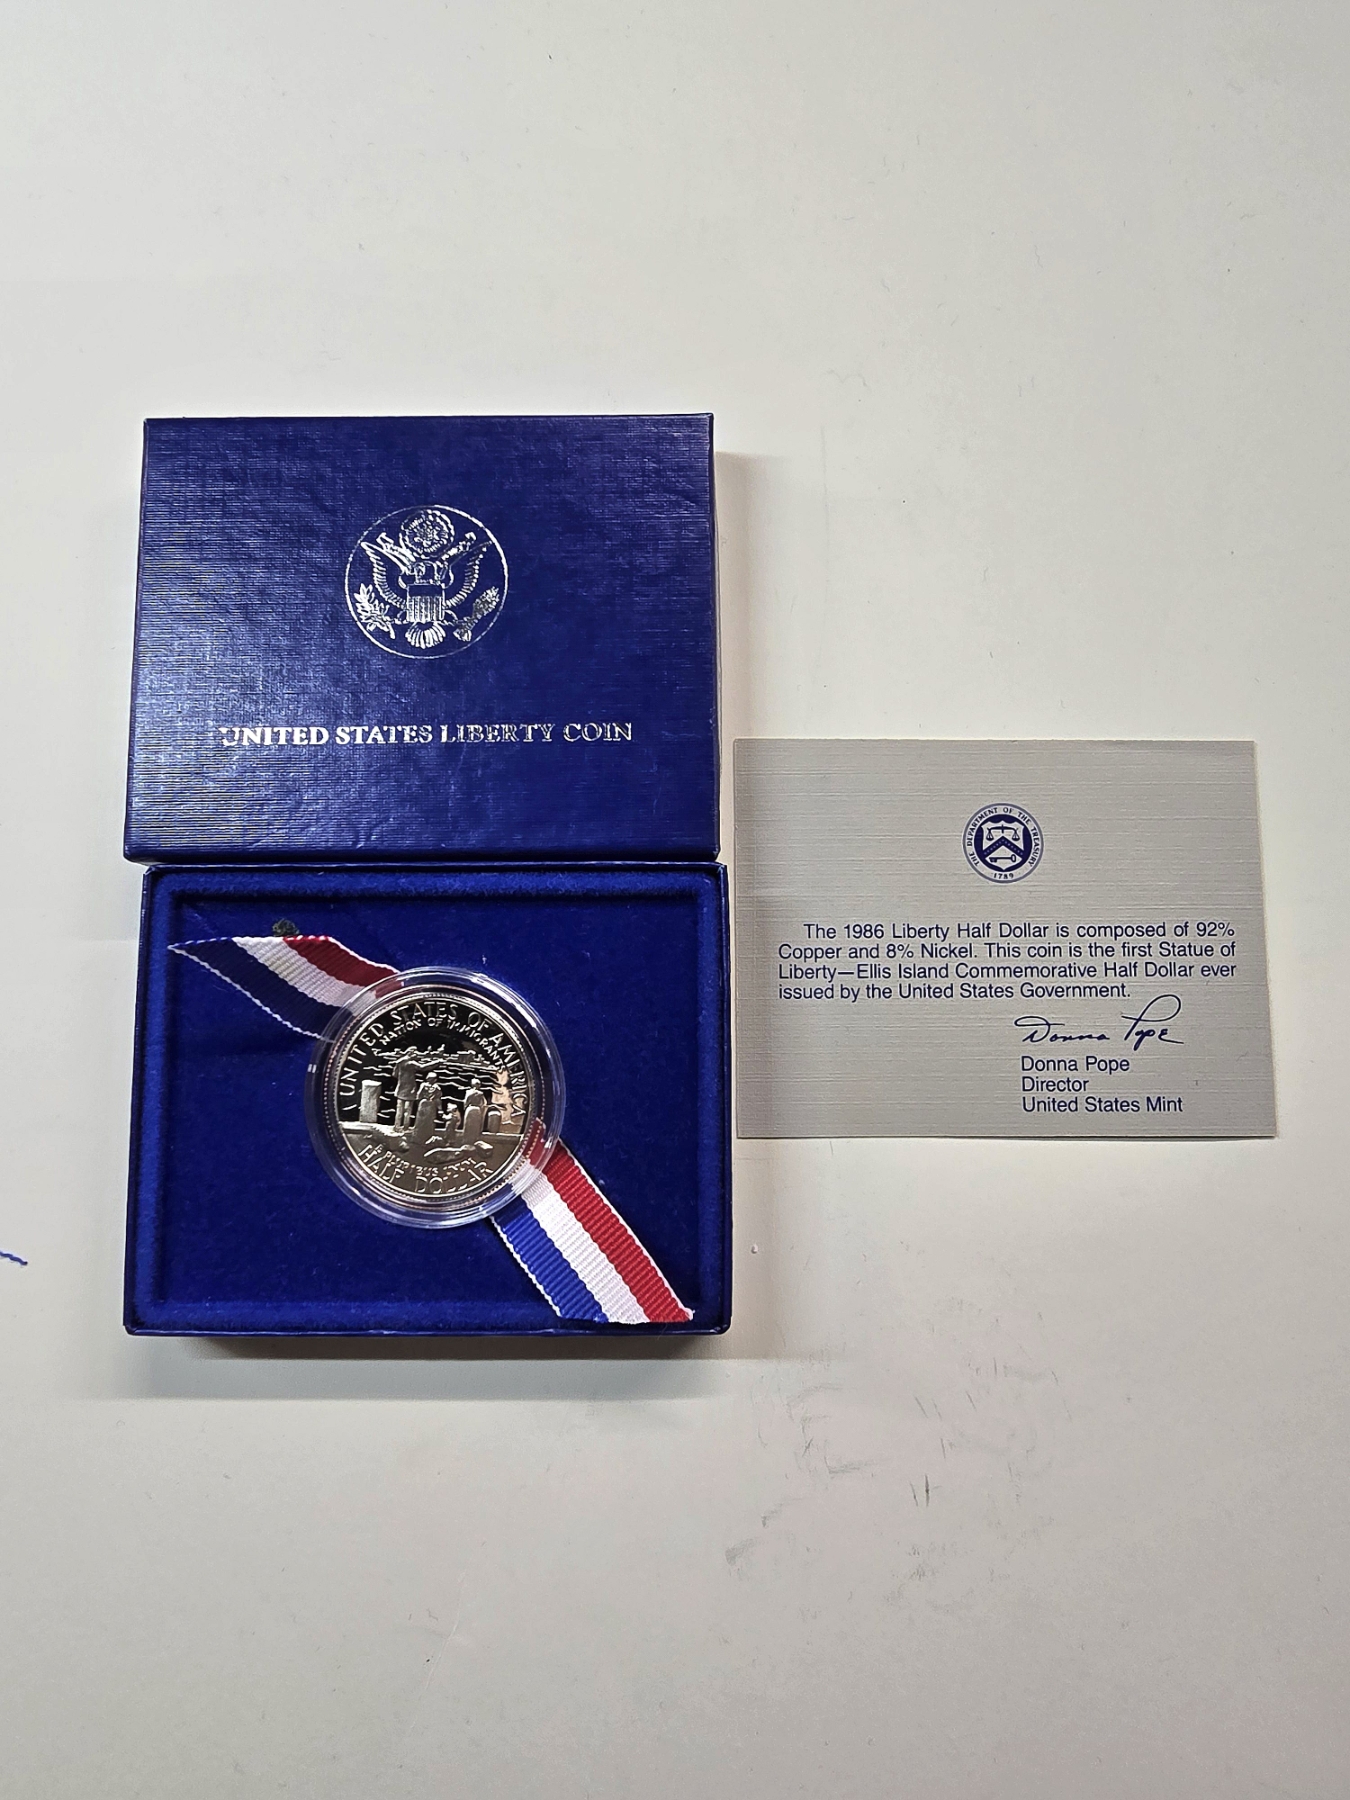 UNITED STATES LIBERTY COIN
UNITED STATES OF AMERICA
A NATION OF IMMIGRANTS
E PLURIBUS UNUM
HALF DOLLAR
THE DEPARTMENT OF THE TREASURY
1789
The 1986 Liberty Half Dollar is composed of 92%
Copper and 8% Nickel. This coin is the first Statue of
Liberty—Ellis Island Commemorative Half Dollar ever
issued by the United States Government.
Donna Pope
Donna Pope
Director
United States Mint